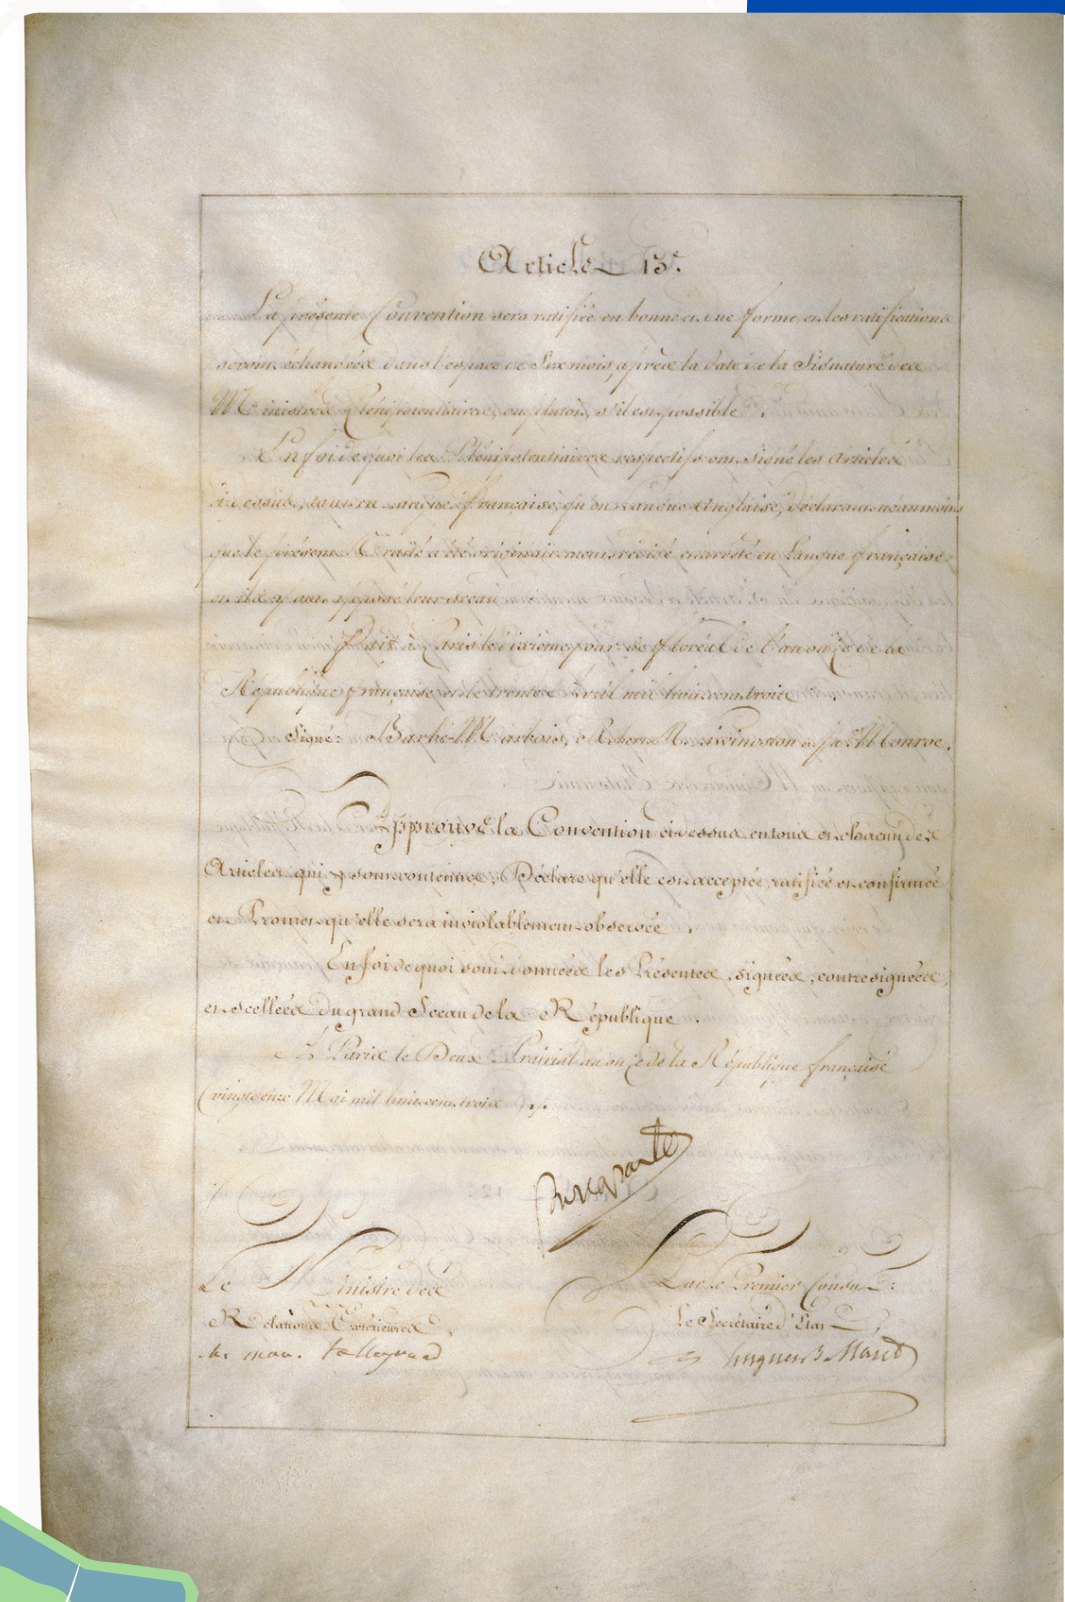 Article 13.e
La présente Convention sera ratifiée en bonne et due forme, et les ratifications
seront échangées dans l'espace de Six mois, après la date de la Signature des
Ministres Plénipotentiaires, ou plutôt, s'il est possible.
En foi de quoi les Plénipotentiaires respectifs ont signé les articles
ci dessus, tant en langue française, qu'en Langue Anglaise, déclarant néanmoins
que le présent Traité a été originairement rédigé et arrêté en Langue française
et ils y ont apposé leur sceau
Fait à Paris le dixième jour de floréal de l'an onze de la
République française et le trente Avril mil huit cent trois.
Signé: Barbé-Marbois, Robert R. Livingston et Ja.s Monroe.
Approuve la Convention ci dessus en tous et chacun des
Articles qui y sont contenus; Déclare qu'elle est acceptée, ratifiée et confirmée
et Promet qu'elle sera inviolablement observée.
En foi de quoi sont données les Présentes, signées, contresignées
et scellées du grand Sceau de la République.
À Paris le Deux Prairial an onze de la République française
(vingt deux Mai mil huit cent trois).
Bonaparte
Le Ministre des
Relations Extérieures,
ch. mau. talleyrand
Par le Premier Consul:
Le Secrétaire d'Etat,
hugues B. Maret